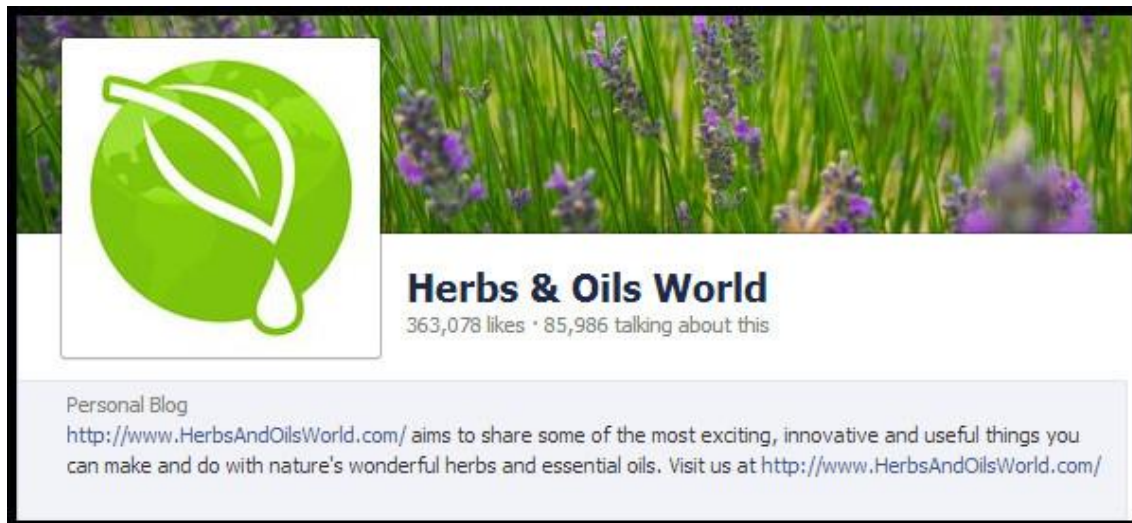 Herbs & Oils World
363,078 likes · 85,986 talking about this
Personal Blog
http://www.HerbsAndOilsWorld.com/ aims to share some of the most exciting, innovative and useful things you
can make and do with nature's wonderful herbs and essential oils. Visit us at http://www.HerbsAndOilsWorld.com/